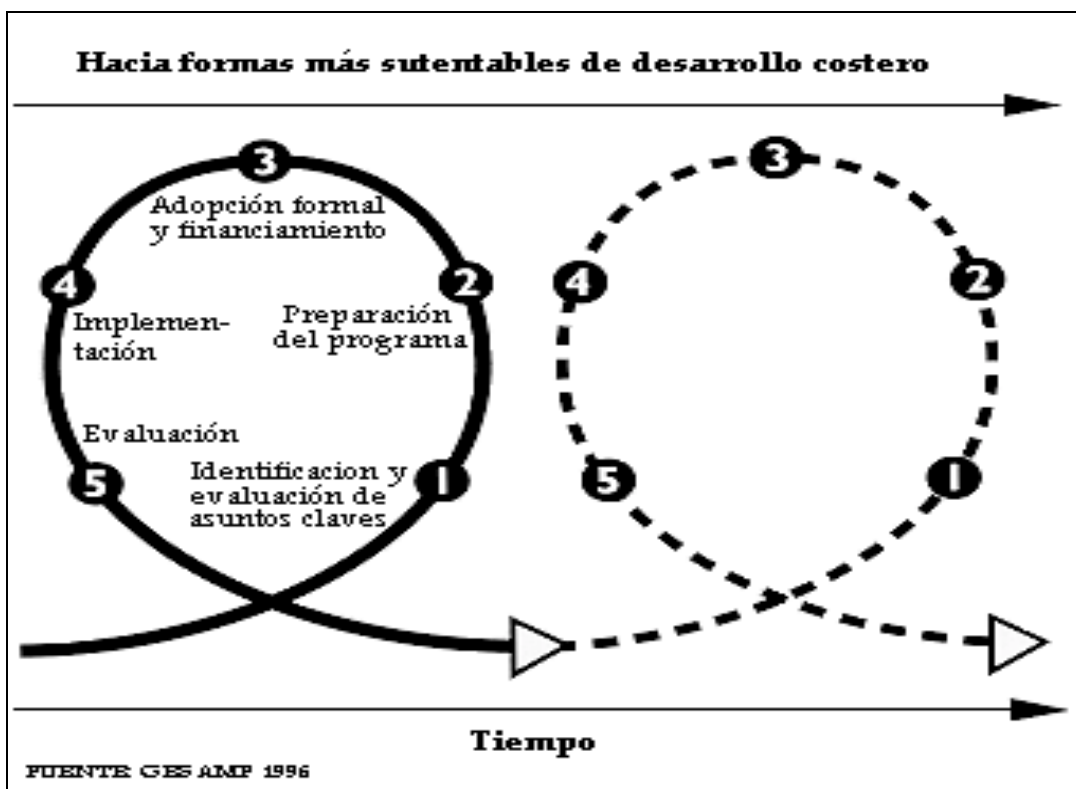 Hacia formas más sutentables de desarrollo costero
3
Adopción formal
y financiamiento
4
2
Implemen-
tación
Preparación
del programa
Evaluación
5
Identificacion y
evaluación de
asuntos claves
1
3
4
2
5
1
Tiempo
FUENTE GESAMP 1996